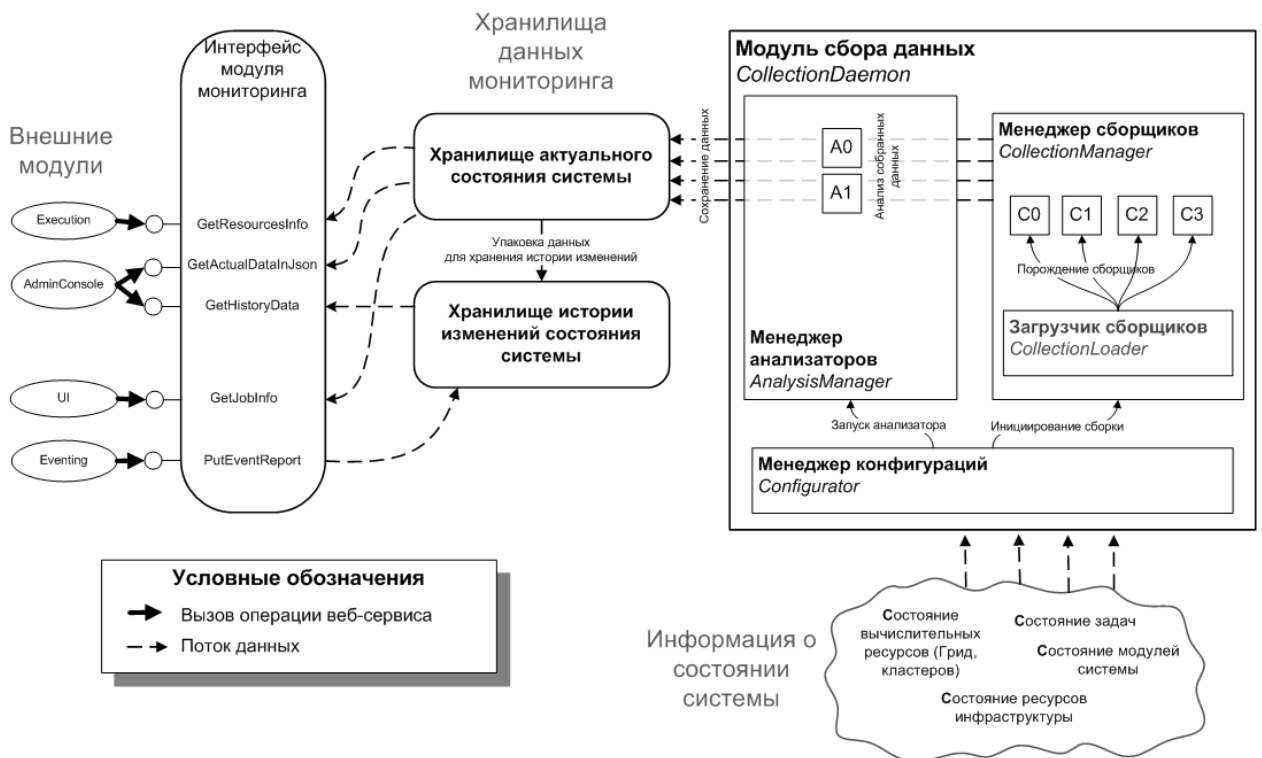 Внешние
модули
Execution
AdminConsole
UI
Eventing
Интерфейс
модуля
мониторинга
GetResourcesInfo
GetActualDataInJson
GetHistoryData
GetJobInfo
PutEventReport
Хранилища
данных
мониторинга
Хранилище актуального
состояния системы
Упаковка данных
для хранения истории изменений
Хранилище истории
изменений состояния
системы
Модуль сбора данных
CollectionDaemon
Сохранение данных
A0
A1
Анализ собранных
данных
Менеджер
анализаторов
AnalysisManager
Менеджер сборщиков
CollectionManager
C0
C1
C2
C3
Порождение сборщиков
Загрузчик сборщиков
CollectionLoader
Запуск анализатора
Инициирование сборки
Менеджер конфигураций
Configurator
Условные обозначения
Вызов операции веб-сервиса
Поток данных
Информация о
состоянии
системы
Состояние
вычислительных
ресурсов (Грид,
кластеров)
Состояние задач
Состояние модулей
системы
Состояние ресурсов
инфраструктуры